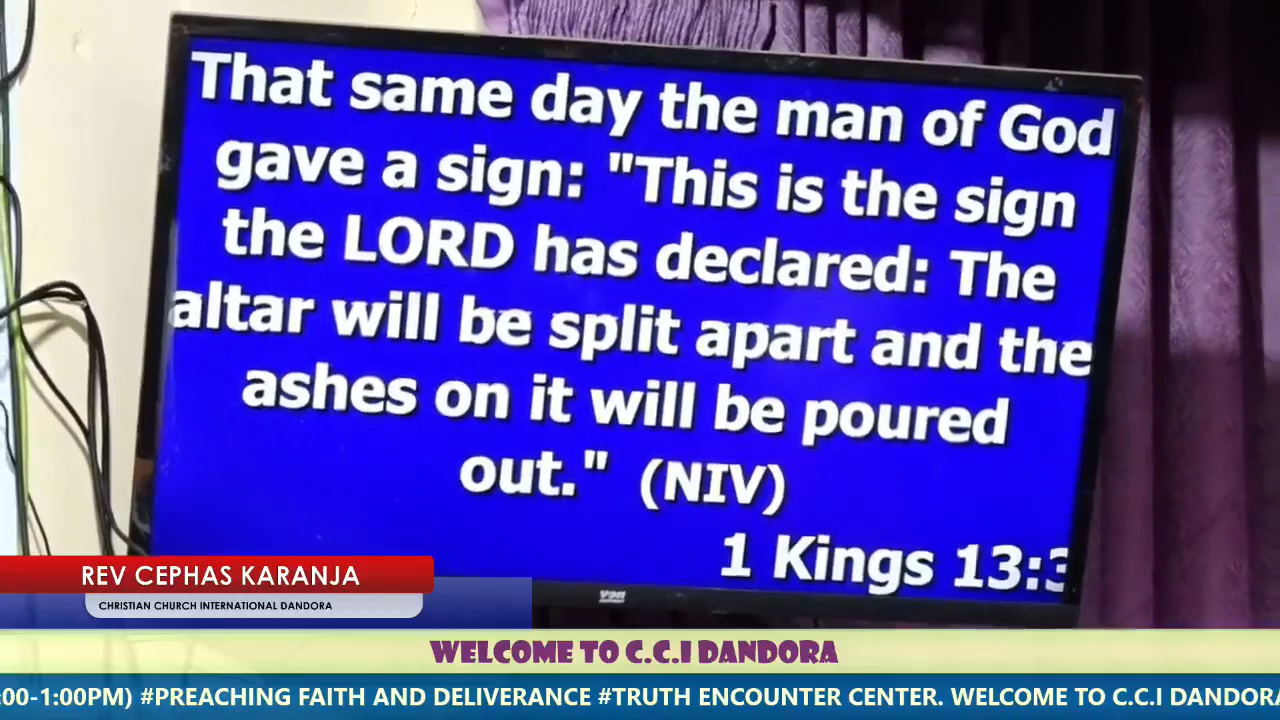 That same day the man of God
gave a sign: "This is the sign
the LORD has declared: The
altar will be split apart and the
ashes on it will be poured
out." (NIV)
1 Kings 13:3
REV CEPHAS KARANJA
CHRISTIAN CHURCH INTERNATIONAL DANDORA
WELCOME TO C.C.I DANDORA
:00-1:00PM) #PREACHING FAITH AND DELIVERANCE #TRUTH ENCOUNTER CENTER. WELCOME TO C.C.I DANDORA